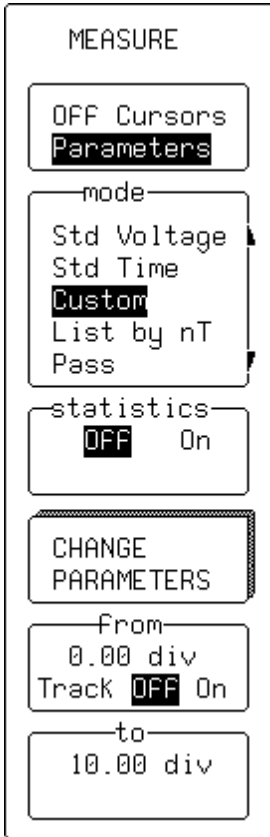 MEASURE
OFF Cursors
Parameters
mode
Std Voltage
Std Time
Custom
List by nT
Pass
statistics
OFF On
CHANGE
PARAMETERS
from
0.00 div
Track OFF On
to
10.00 div